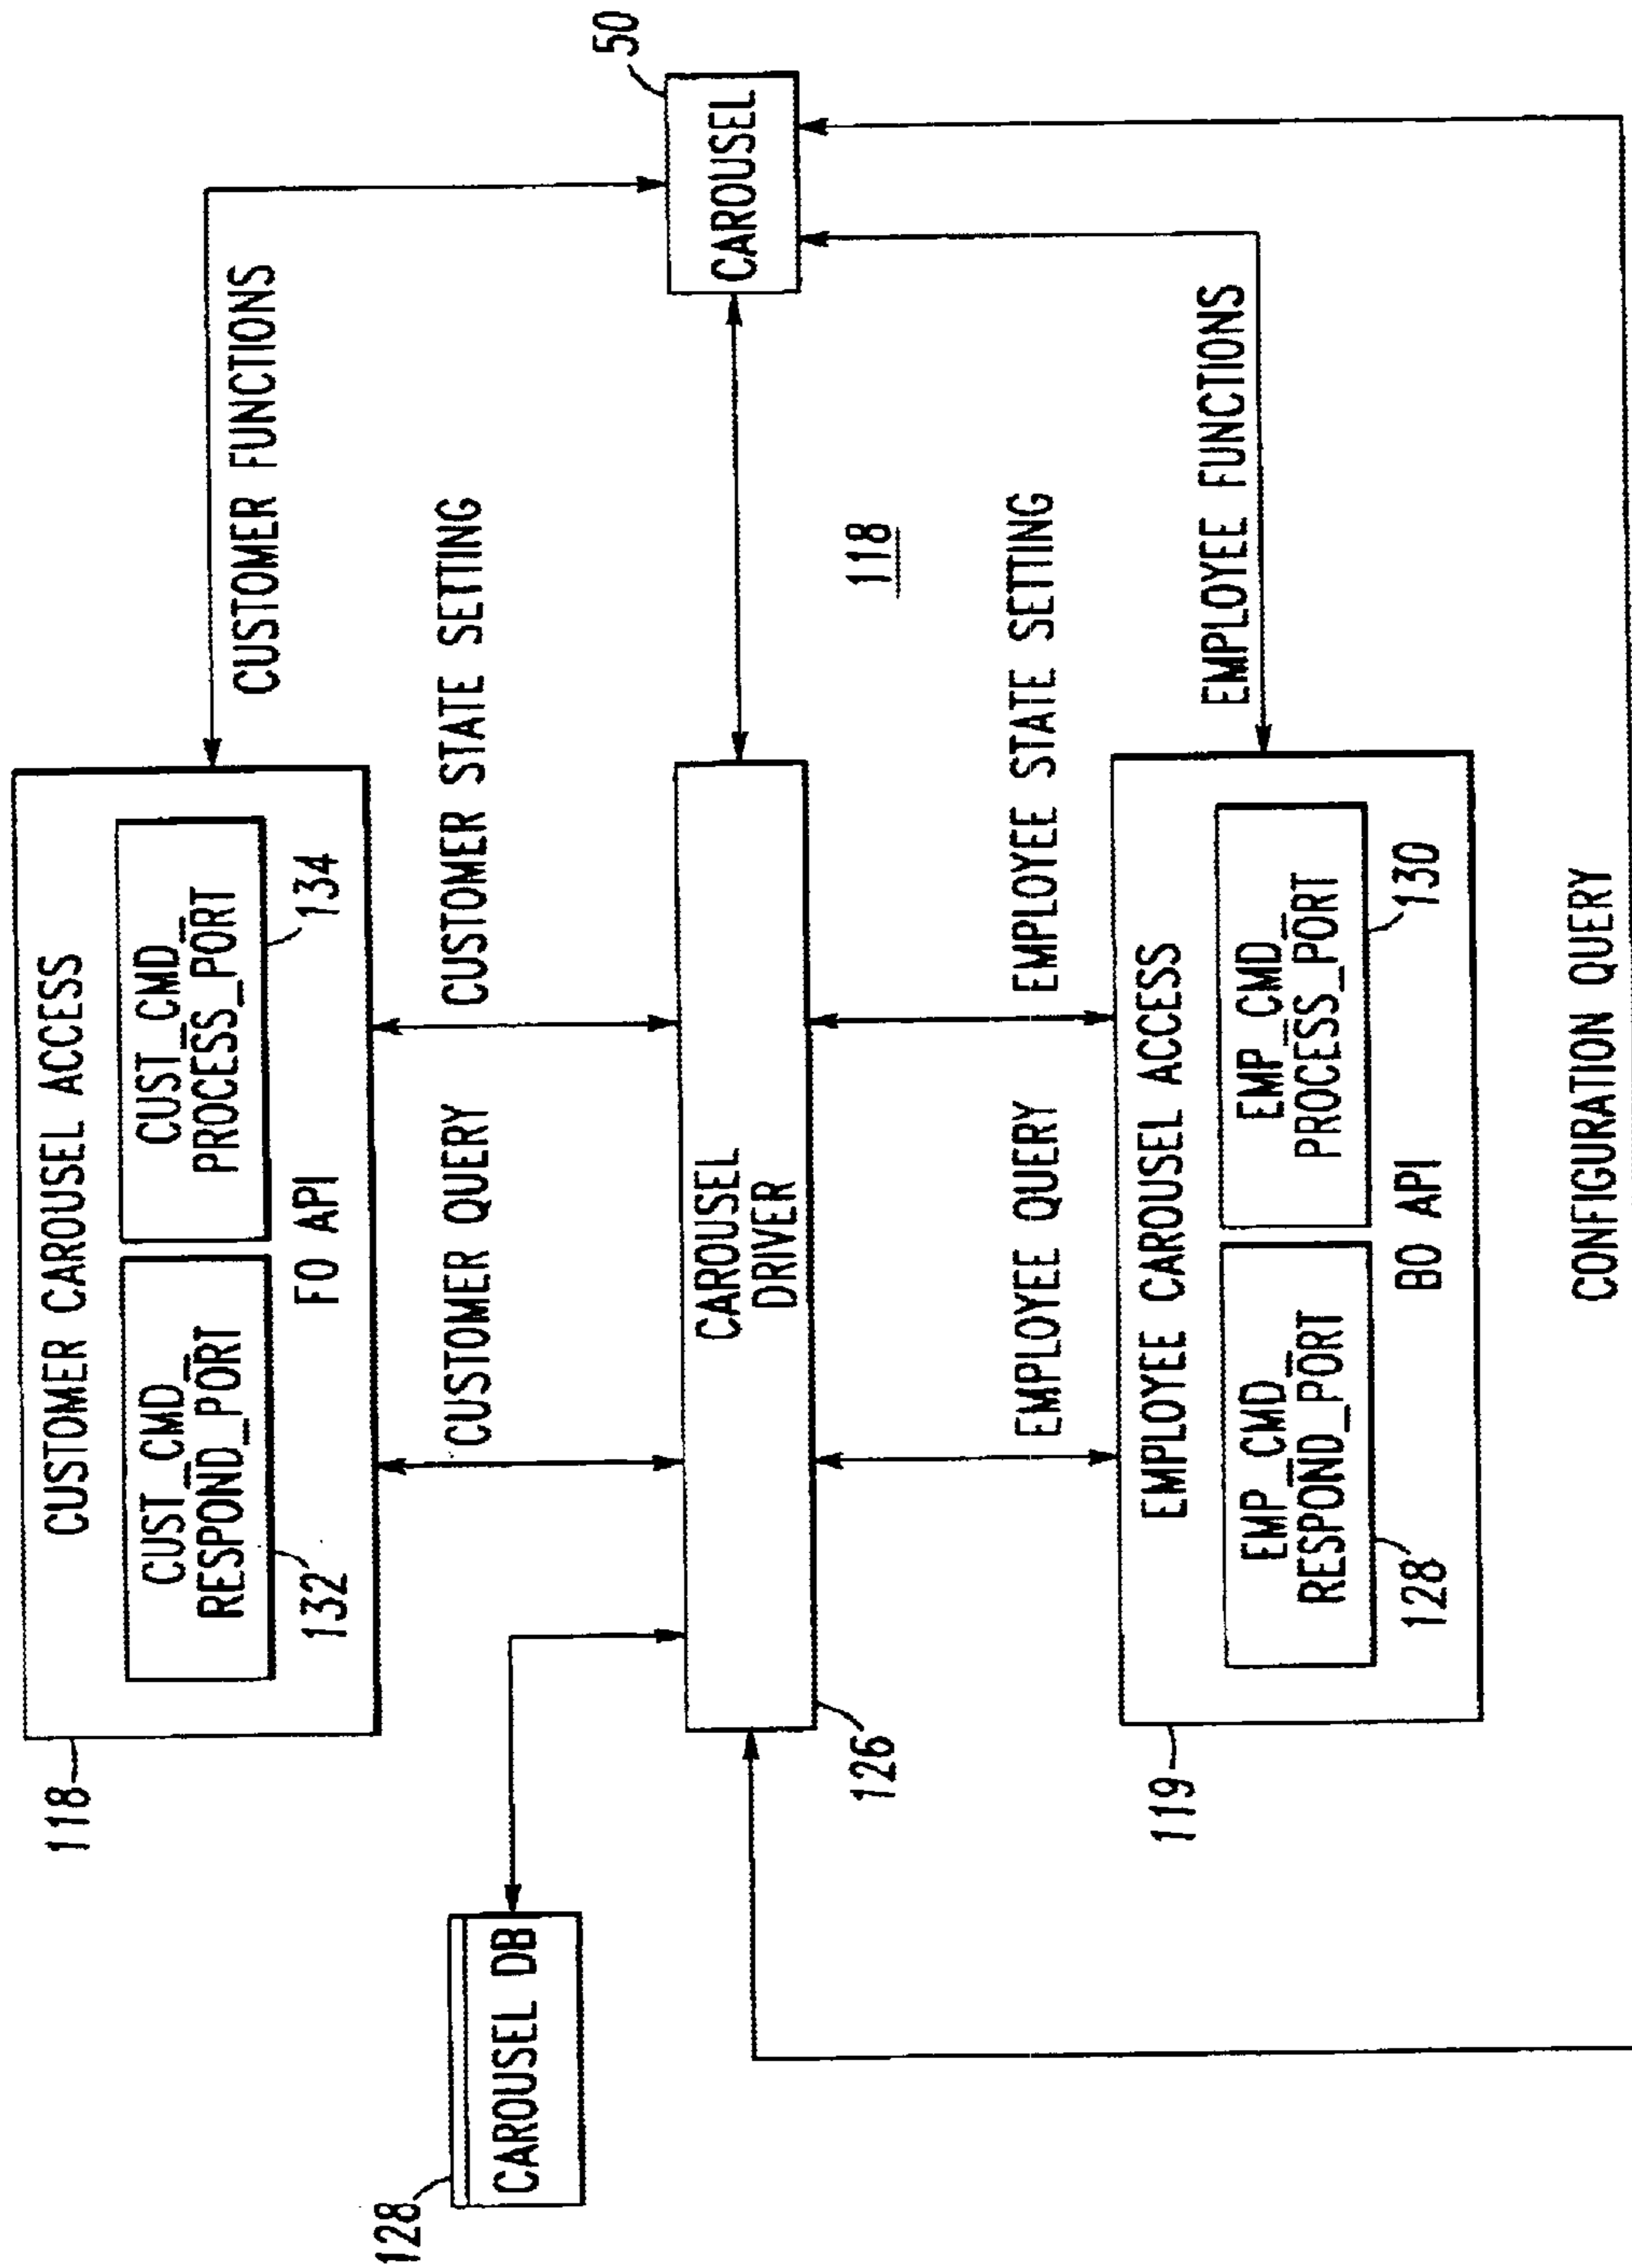 118
CUSTOMER CAROUSEL ACCESS
CUST_CMD_
RESPOND_PORT
132
CUST_CMD_
PROCESS_PORT
134
FO API
CUSTOMER FUNCTIONS
128
CAROUSEL DB
CUSTOMER QUERY
CUSTOMER STATE SETTING
50
CAROUSEL
CAROUSEL
DRIVER
126
118
EMPLOYEE QUERY
EMPLOYEE STATE SETTING
119
EMPLOYEE CAROUSEL ACCESS
EMP_CMD_
RESPOND_PORT
128
EMP_CMD_
PROCESS_PORT
130
BO API
EMPLOYEE FUNCTIONS
CONFIGURATION QUERY